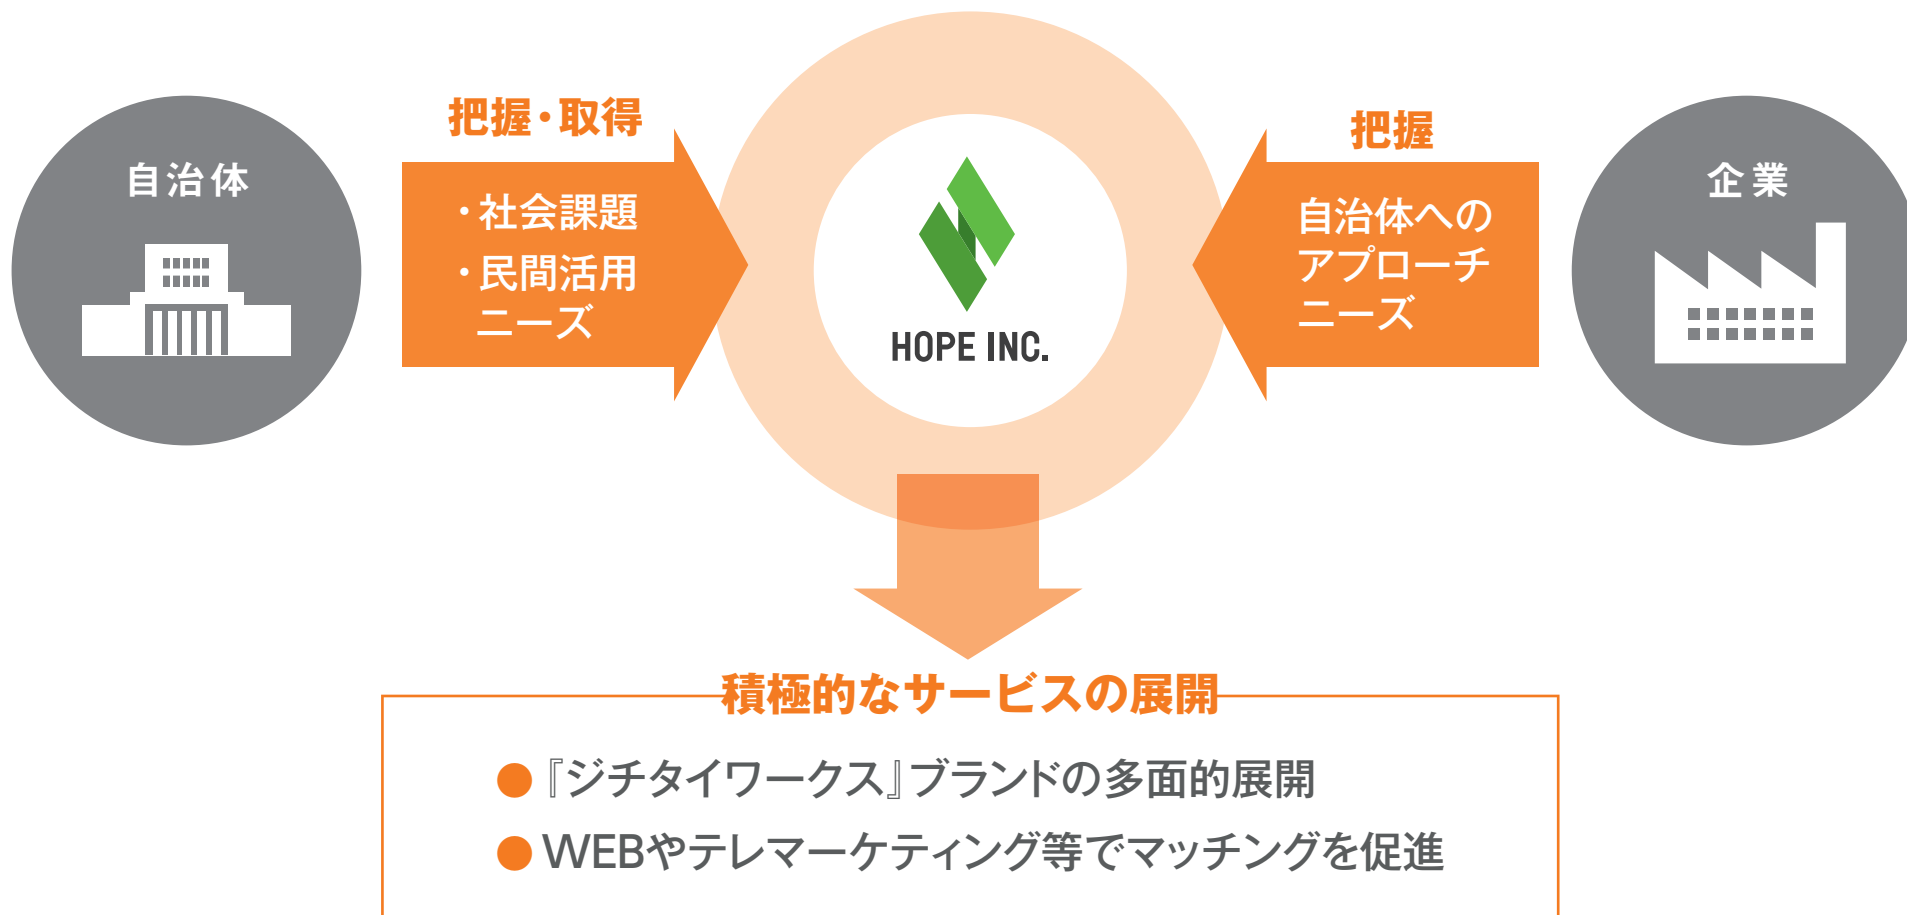 自治体
把握・取得
・社会課題
・民間活用
ニーズ
HOPE INC.
把握
自治体への
アプローチ
ニーズ
企業
積極的なサービスの展開
●『ジチタイワークス』ブランドの多面的展開
●WEBやテレマーケティング等でマッチングを促進